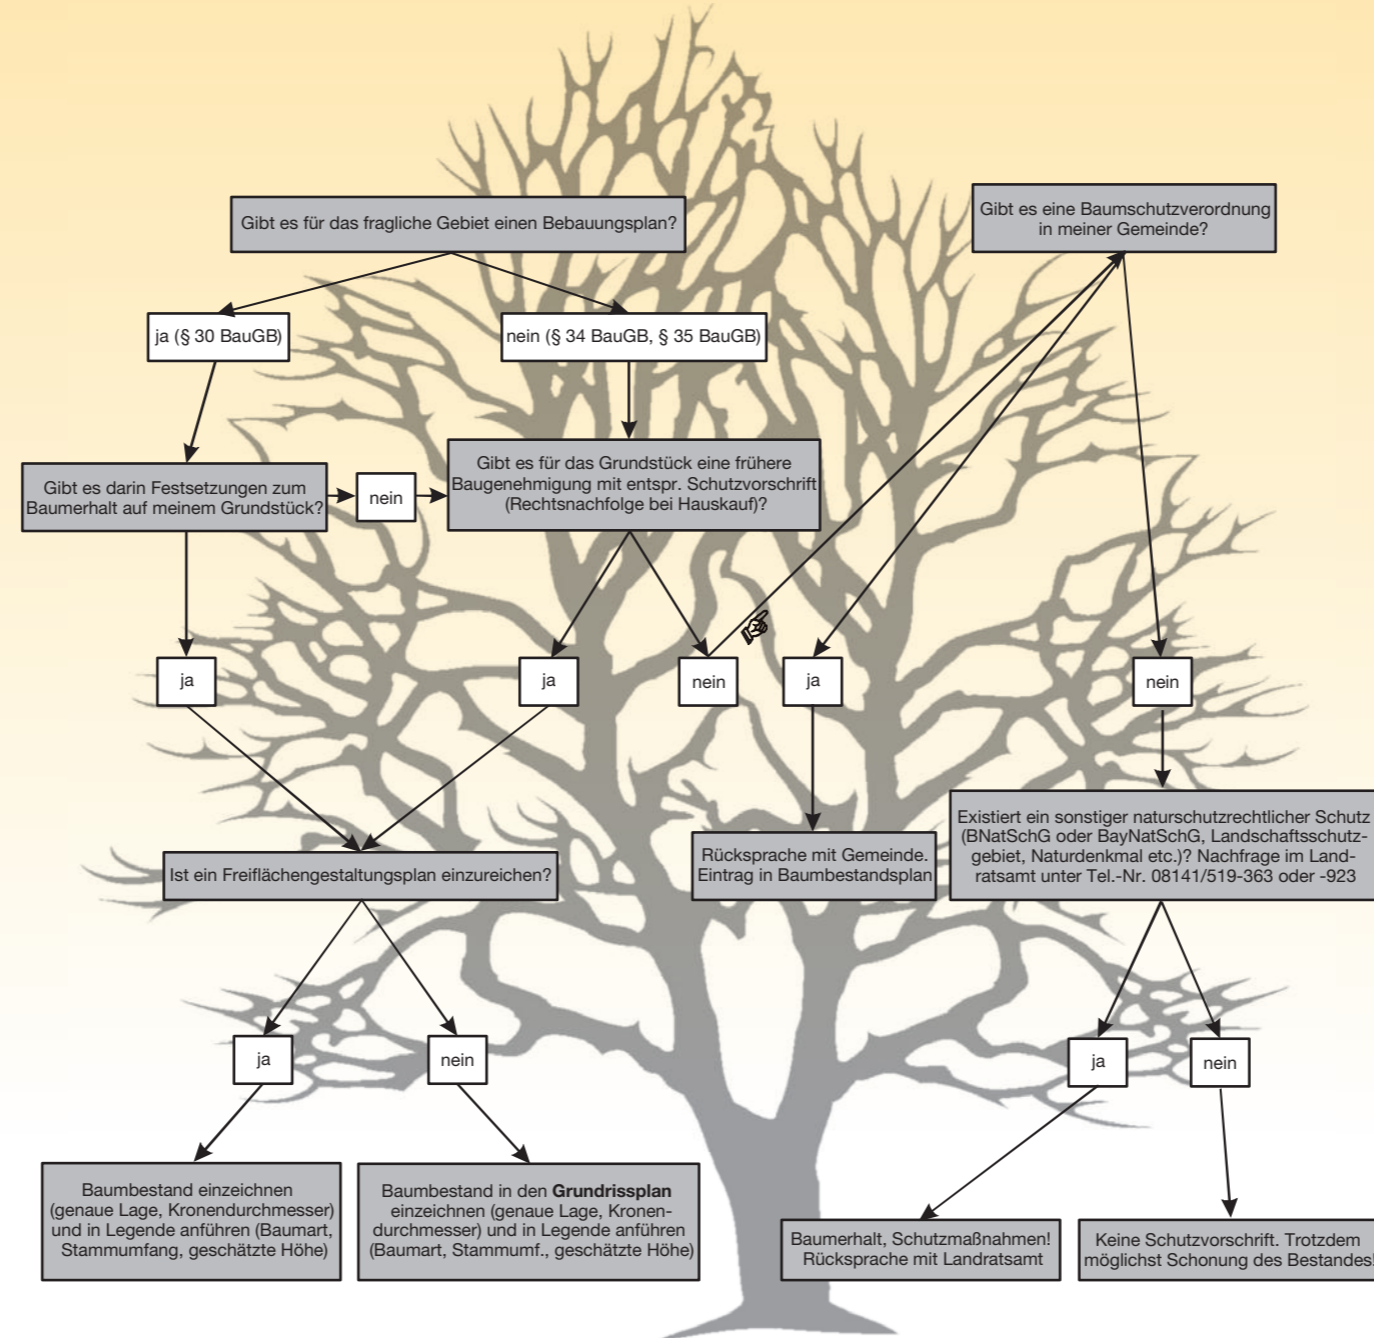 Gibt es für das fragliche Gebiet einen Bebauungsplan?
Gibt es eine Baumschutzverordnung
in meiner Gemeinde?
ja (§ 30 BauGB)
nein (§ 34 BauGB, § 35 BauGB)
Gibt es darin Festsetzungen zum
Baumerhalt auf meinem Grundstück?
nein
Gibt es für das Grundstück eine frühere
Baugenehmigung mit entspr. Schutzvorschrift
(Rechtsnachfolge bei Hauskauf)?
ja
ja
nein
ja
nein
Ist ein Freiflächengestaltungsplan einzureichen?
Rücksprache mit Gemeinde.
Eintrag in Baumbestandsplan
Existiert ein sonstiger naturschutzrechtlicher Schutz
(BNatSchG oder BayNatSchG, Landschaftsschutz-
gebiet, Naturdenkmal etc.)? Nachfrage im Land-
ratsamt unter Tel.-Nr. 08141/519-363 oder -923
ja
nein
ja
nein
Baumbestand einzeichnen
(genaue Lage, Kronendurchmesser)
und in Legende anführen (Baumart,
Stammumfang, geschätzte Höhe)
Baumbestand in den Grundrissplan
einzeichnen (genaue Lage, Kronen-
durchmesser) und in Legende anführen
(Baumart, Stammumf., geschätzte Höhe)
Baumerhalt, Schutzmaßnahmen!
Rücksprache mit Landratsamt
Keine Schutzvorschrift. Trotzdem
möglichst Schonung des Bestandes!